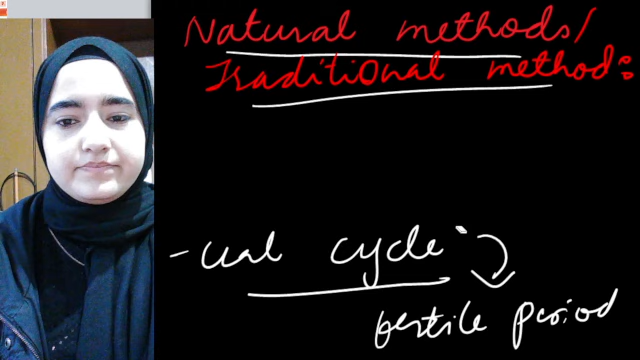 Natural methods/
Traditional method:
- ual cycle
fertile period